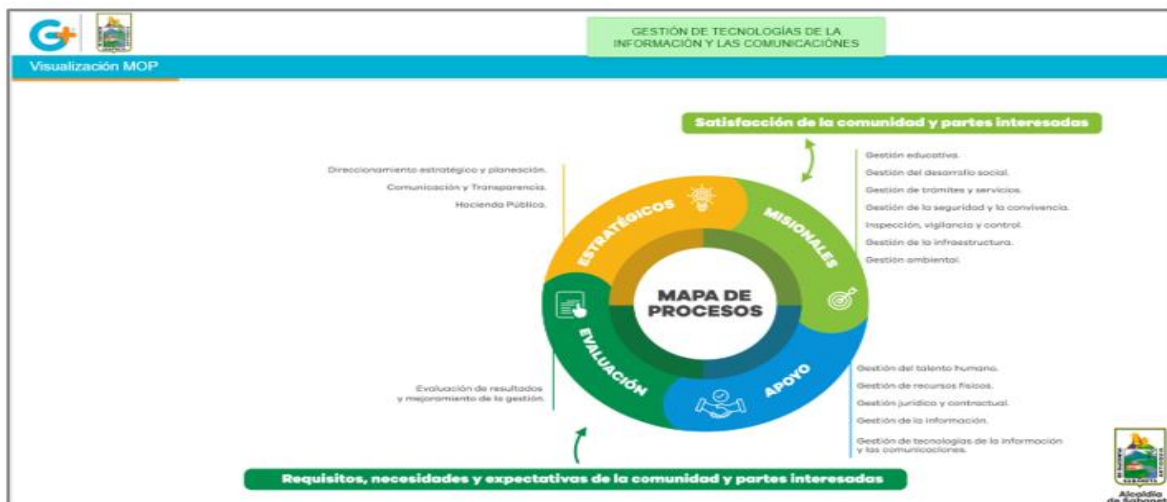 G+
GESTIÓN DE TECNOLOGÍAS DE LA
INFORMACIÓN Y LAS COMUNICACIÓNES
Visualización MOP
Satisfacción de la comunidad y partes interesadas
Direccionamiento estratégico y planeación.
Comunicación y Transparencia.
Hacienda Pública.
Gestión educativa.
Gestión del desarrollo social.
Gestión de trámites y servicios.
Gestión de la seguridad y la convivencia.
Inspección, vigilancia y control.
Gestión de la infraestructura.
Gestión ambiental.
ESTRATÉGICOS
MISIONALES
MAPA DE
PROCESOS
EVALUACIÓN
APOYO
Evaluación de resultados
y mejoramiento de la gestión.
Gestión del talento humano.
Gestión de recursos físicos.
Gestión jurídica y contractual.
Gestión de la información.
Gestión de tecnologías de la información
y las comunicaciones.
Requisitos, necesidades y expectativas de la comunidad y partes interesadas
SABANETA
Alcaldía
de Sabaneta